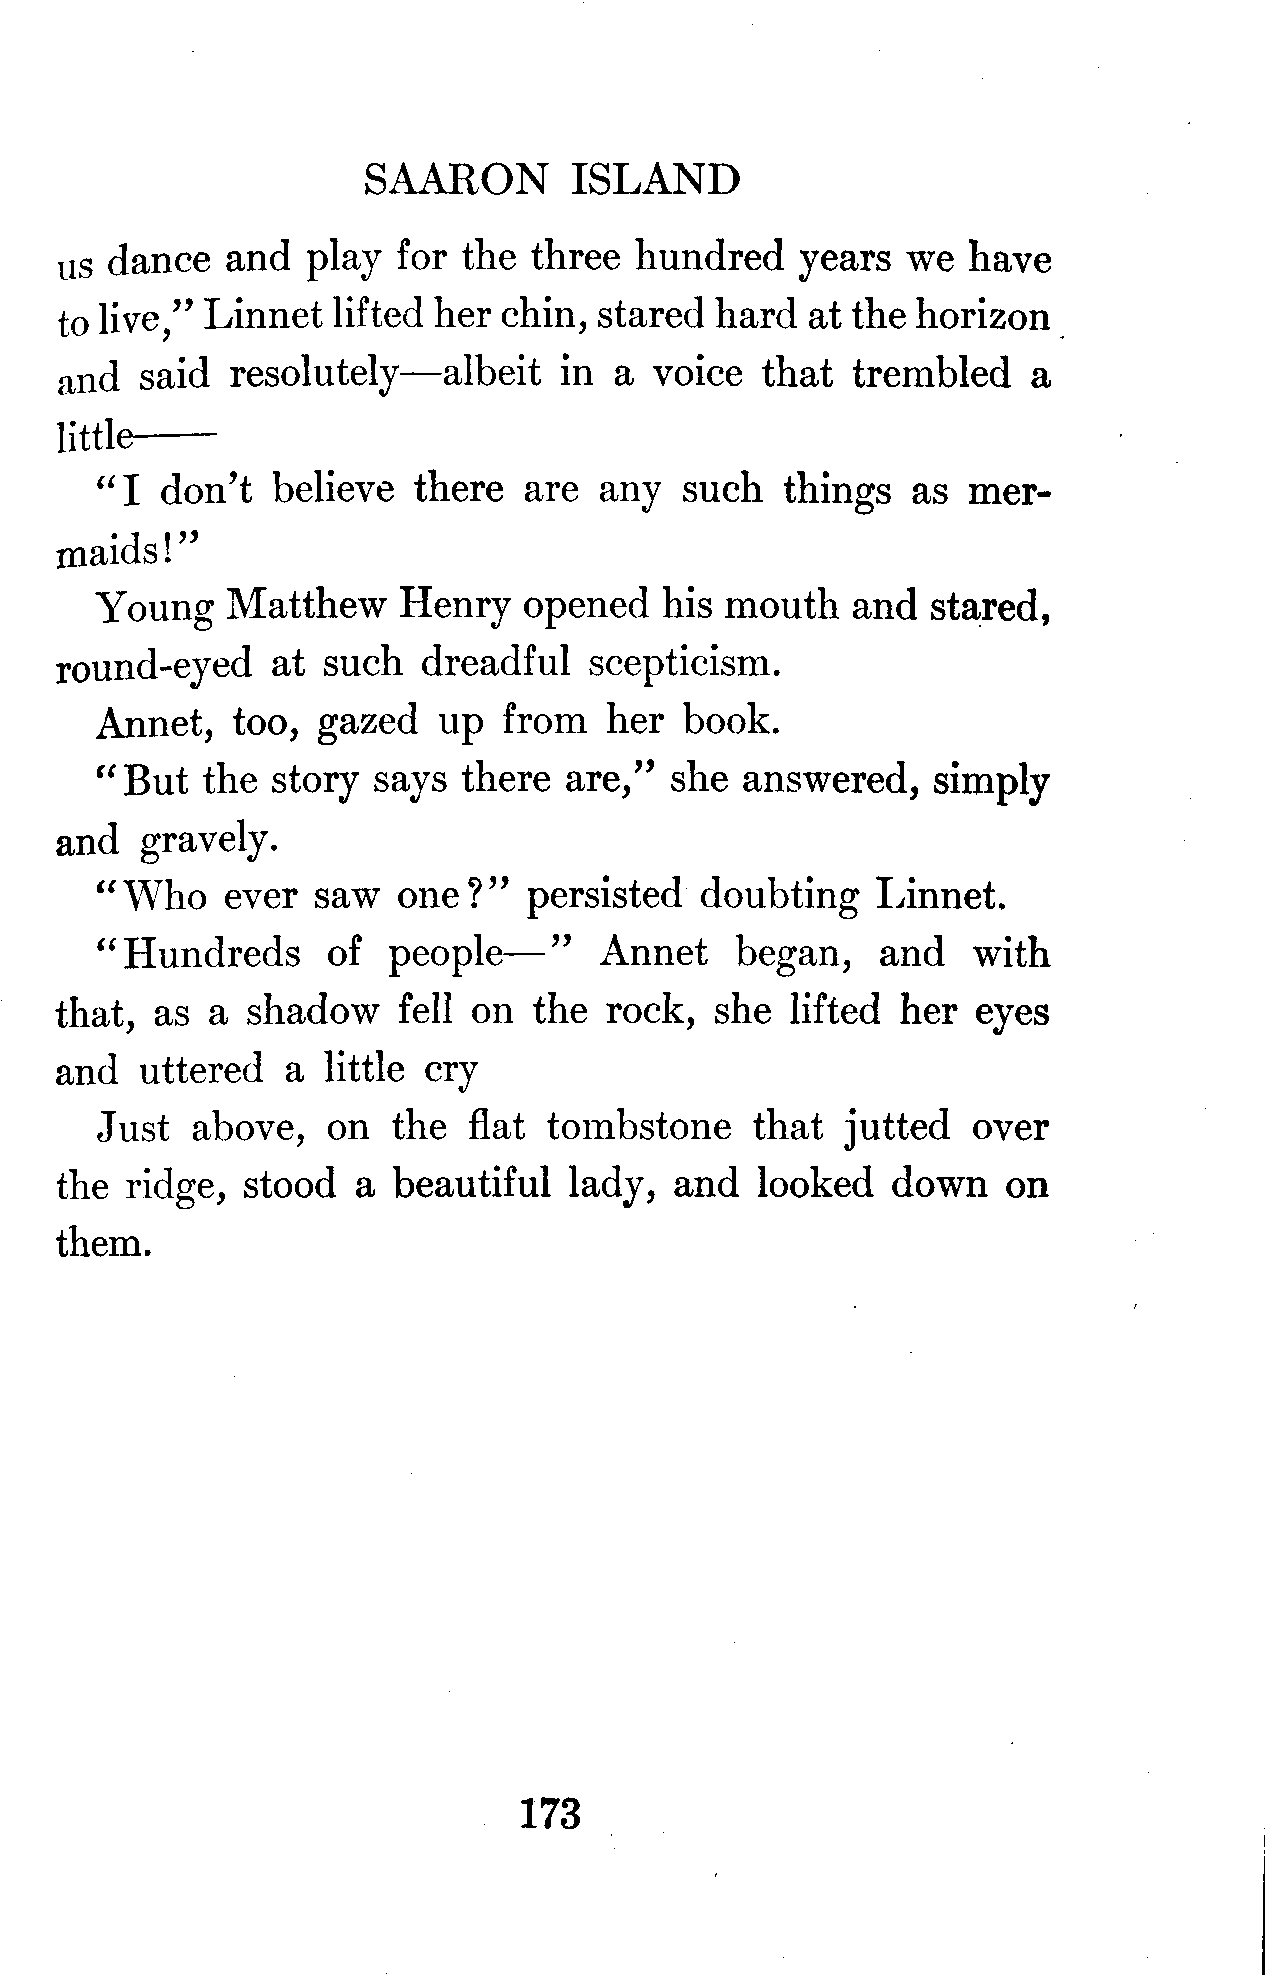 SAARON ISLAND
us dance and play for the three hundred years we have
to live,” Linnet lifted her chin, stared hard at the horizon
and said resolutely—albeit in a voice that trembled a
little——
“I don’t believe there are any such things as mer-
maids!”
Young Matthew Henry opened his mouth and stared,
round-eyed at such dreadful scepticism.
Annet, too, gazed up from her book.
“But the story says there are,” she answered, simply
and gravely.
“Who ever saw one?” persisted doubting Linnet.
“Hundreds of people—” Annet began, and with
that, as a shadow fell on the rock, she lifted her eyes
and uttered a little cry
Just above, on the flat tombstone that jutted over
the ridge, stood a beautiful lady, and looked down on
them.
173